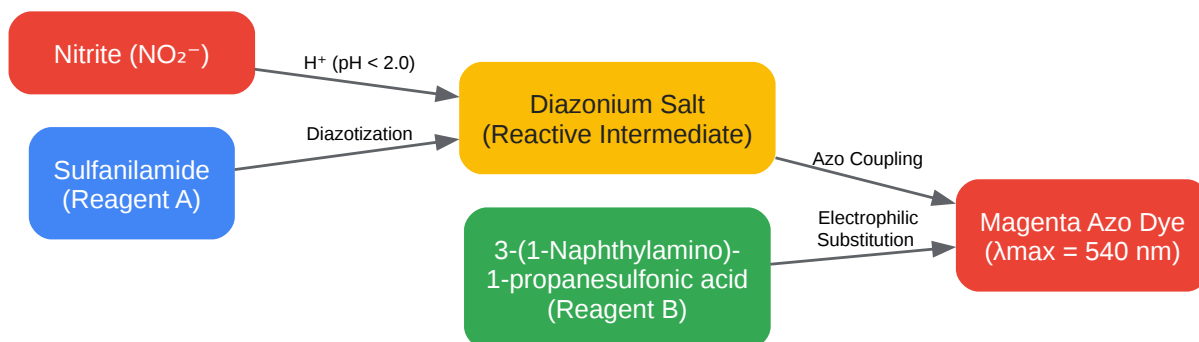 Nitrite (NO₂⁻)
H⁺ (pH < 2.0)
Sulfanilamide
(Reagent A)
Diazotization
Diazonium Salt
(Reactive Intermediate)
Azo Coupling
3-(1-Naphthylamino)-
1-propanesulfonic acid
(Reagent B)
Electrophilic
Substitution
Magenta Azo Dye
(λmax = 540 nm)